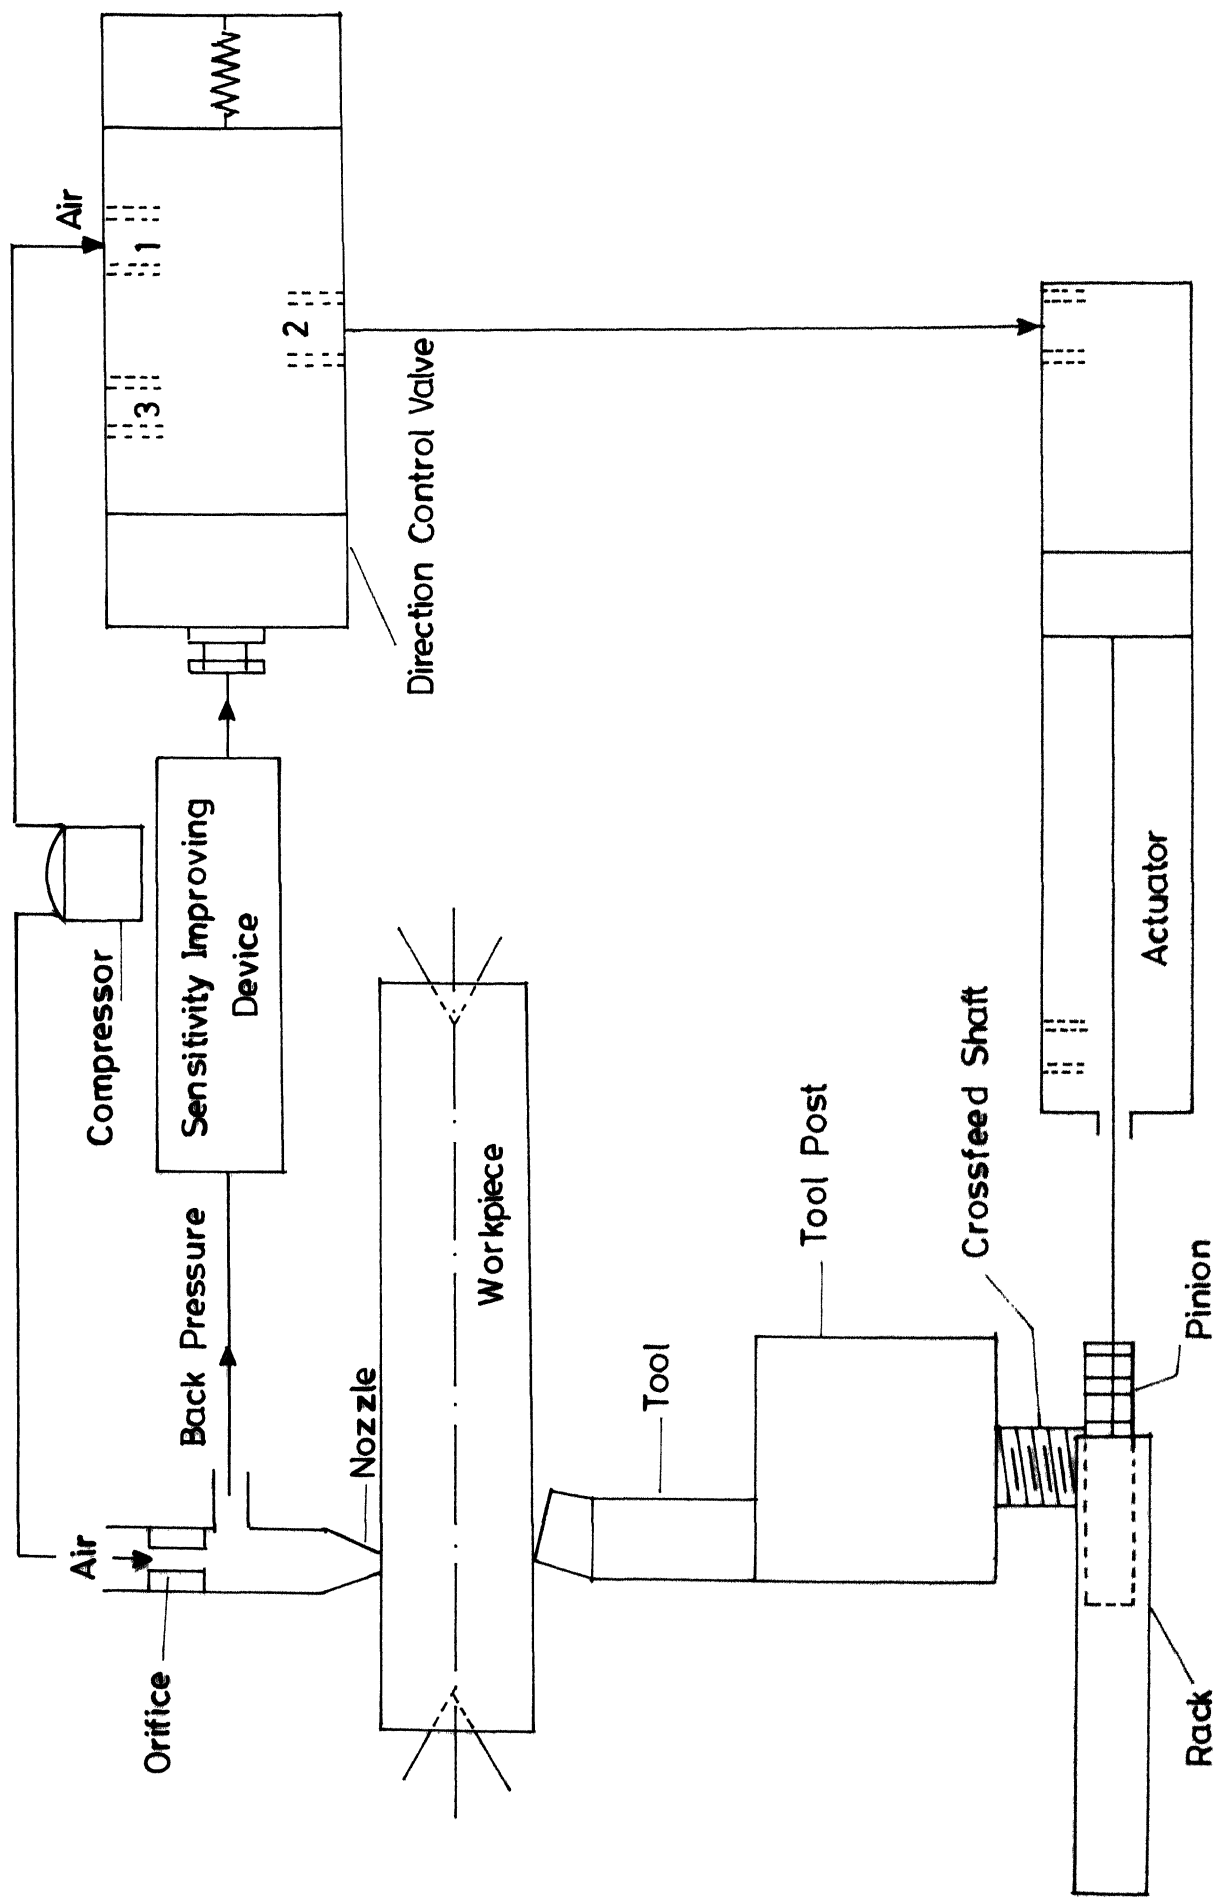 Air
Orifice
Back Pressure
Nozzle
Compressor
Sensitivity Improving
Device
Air
1
2
3
Direction Control Valve
Workpiece
Tool
Tool Post
Crossfeed Shaft
Actuator
Pinion
Rack